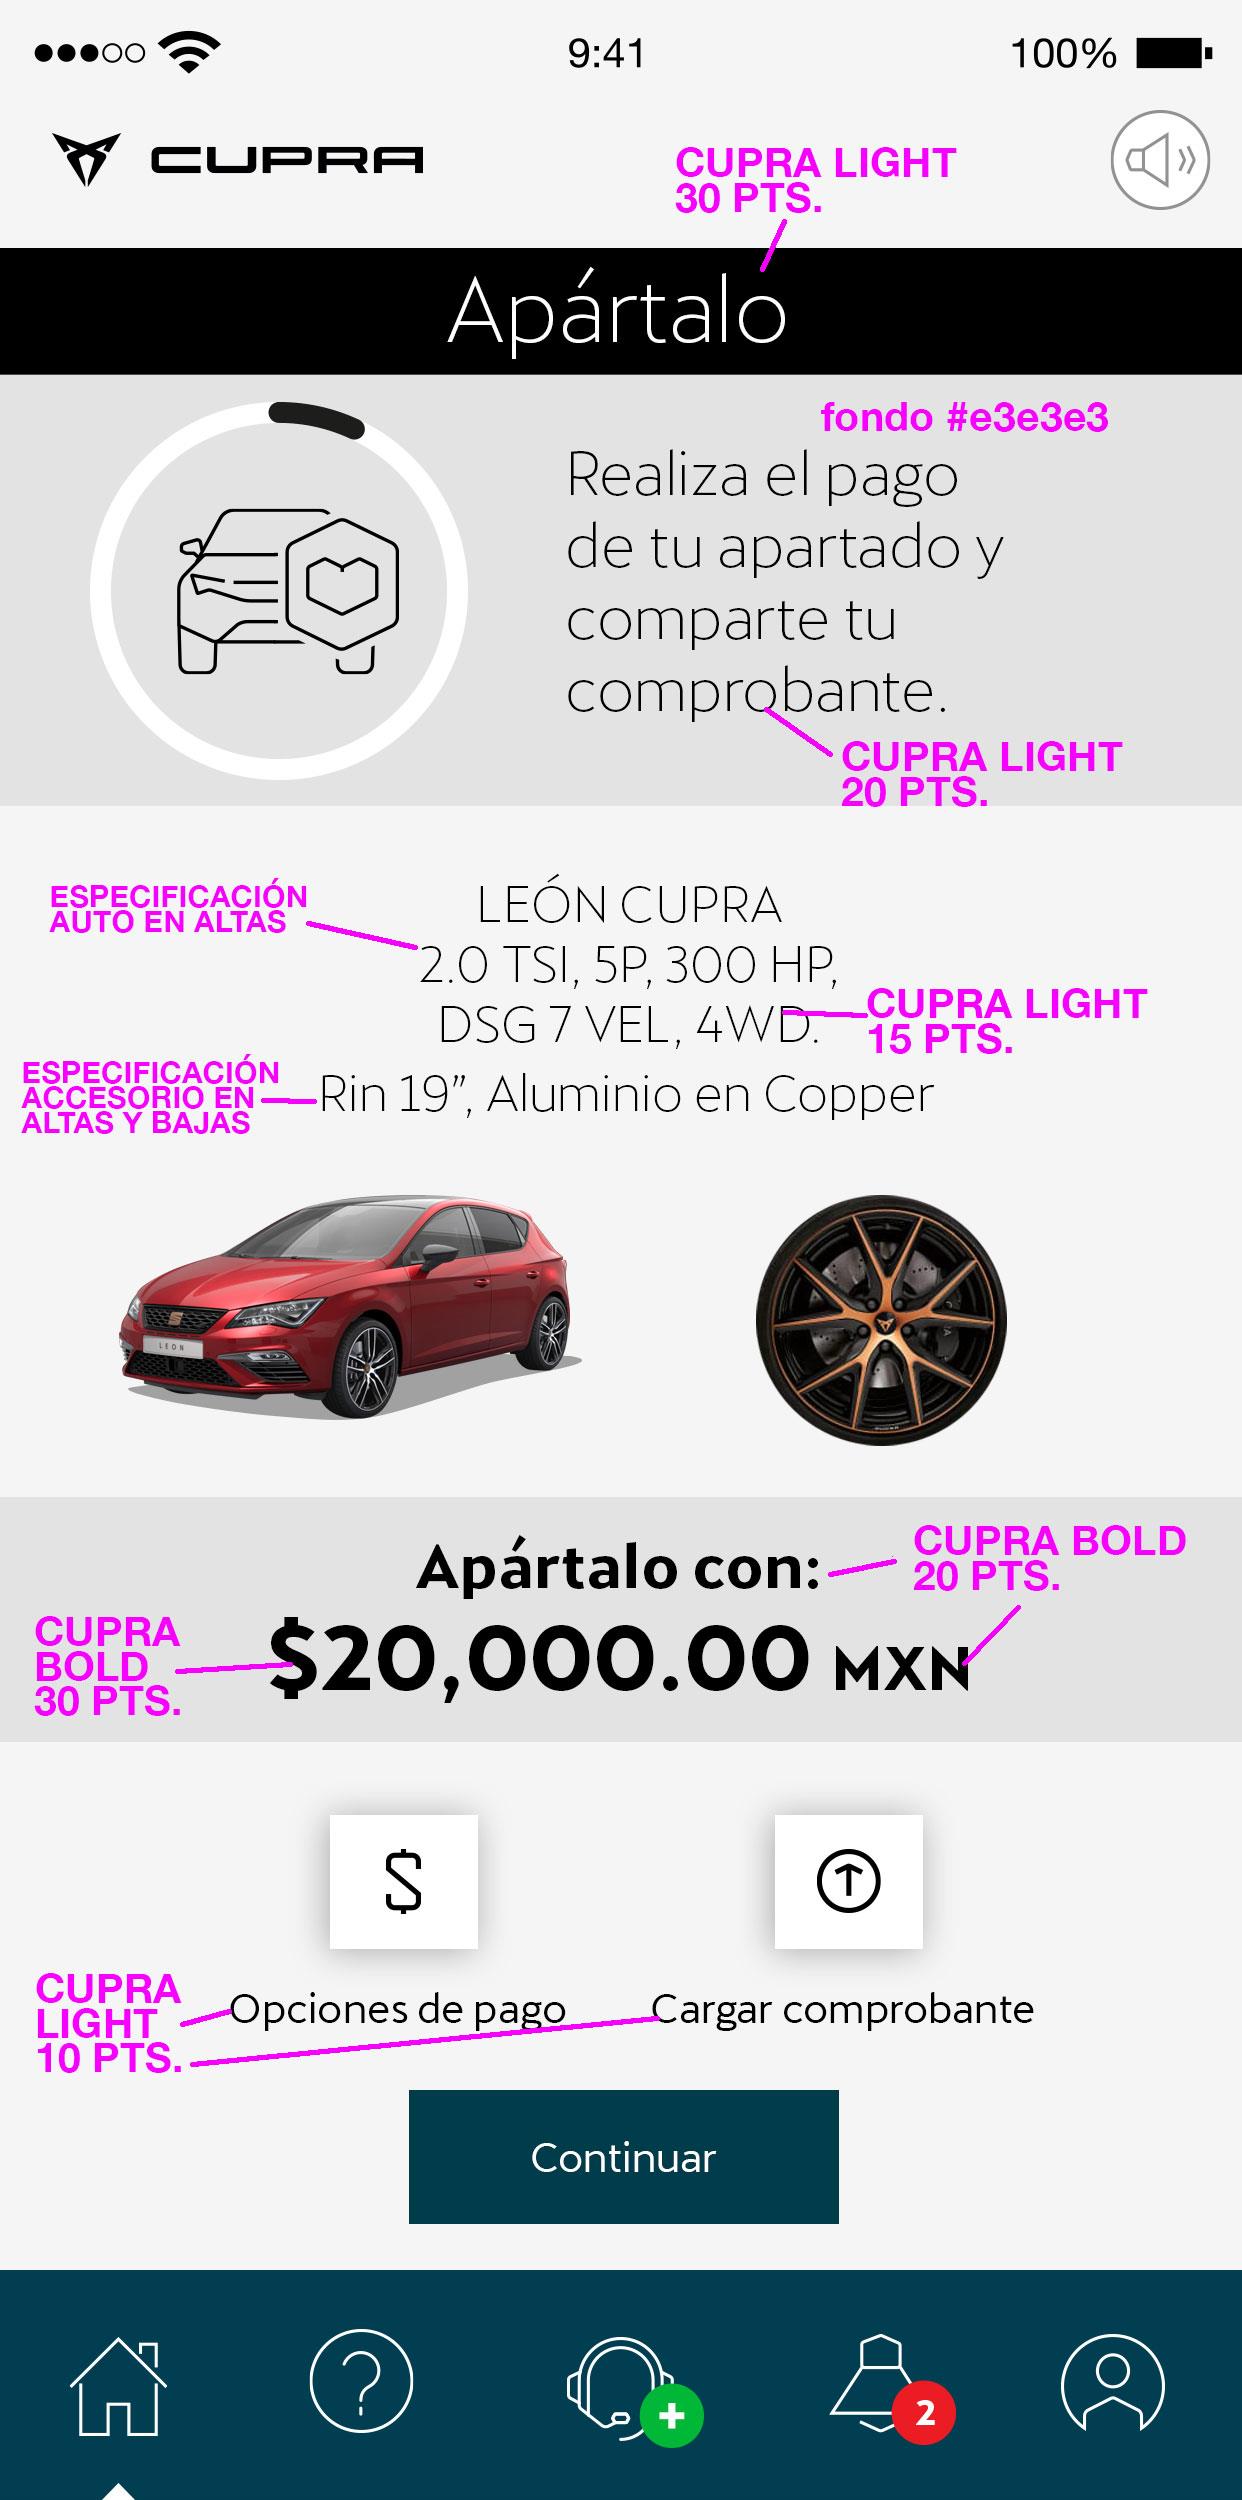 9:41
100%
CUPRA
CUPRA LIGHT
30 PTS.
Apártalo
fondo #e3e3e3
Realiza el pago
de tu apartado y
comparte tu
comprobante.
CUPRA LIGHT
20 PTS.
ESPECIFICACIÓN
AUTO EN ALTAS
LEÓN CUPRA
2.0 TSI, 5P, 300 HP,
DSG 7 VEL, 4WD.
CUPRA LIGHT
15 PTS.
ESPECIFICACIÓN
ACCESORIO EN
ALTAS Y BAJAS
Rin 19”, Aluminio en Copper
LEON
Apártalo con:
CUPRA BOLD
20 PTS.
CUPRA
BOLD
30 PTS.
$20,000.00 MXN
CUPRA
LIGHT
10 PTS.
Opciones de pago
Cargar comprobante
Continuar
2